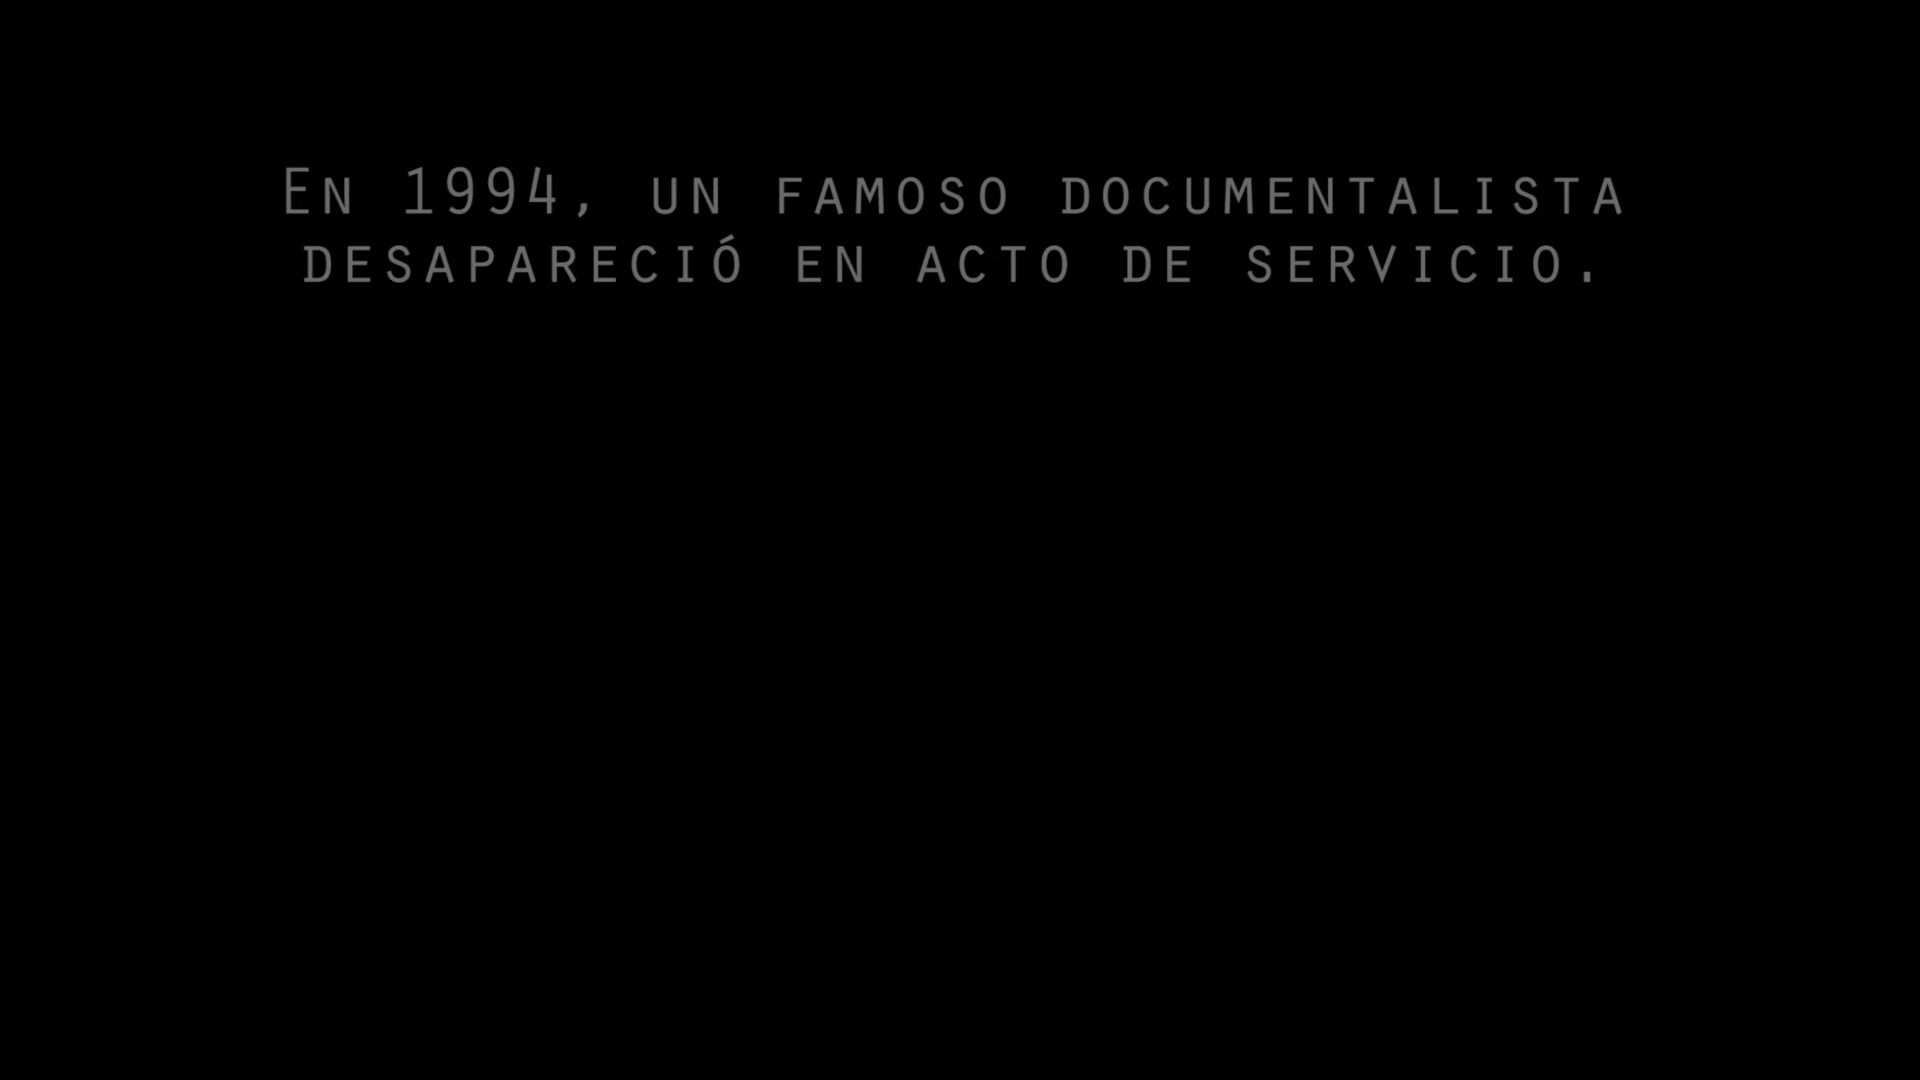 En 1994, un famoso documentalista
desapareció en acto de servicio.